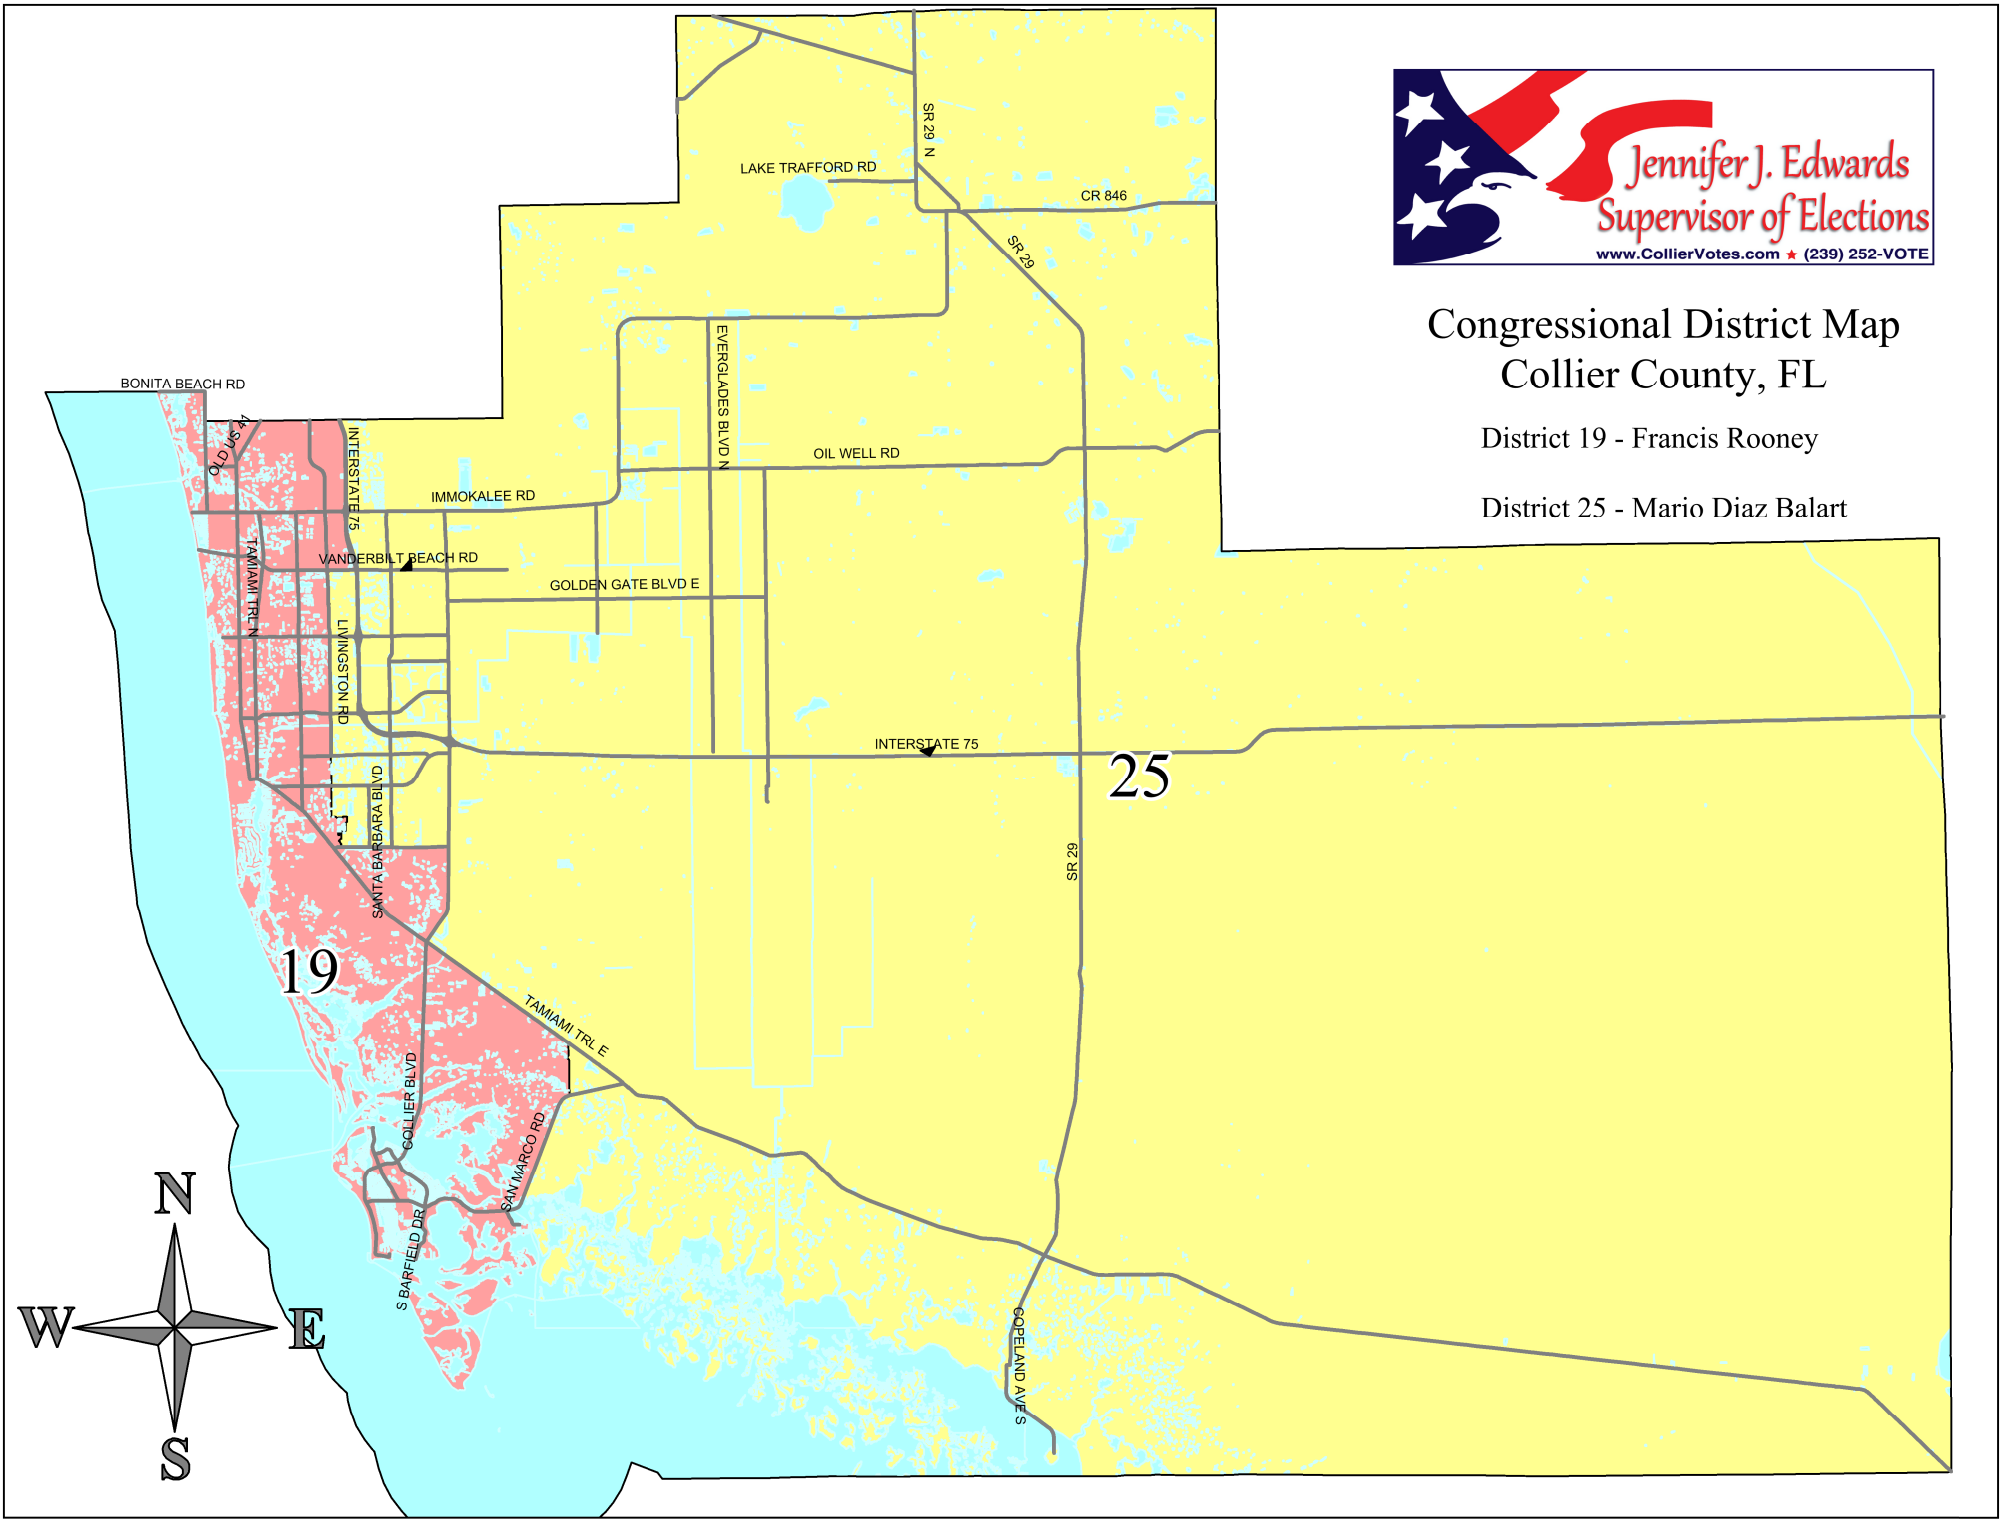 Jennifer J. Edwards
Supervisor of Elections
www.CollierVotes.com ★ (239) 252-VOTE
Congressional District Map
Collier County, FL
District 19 - Francis Rooney
District 25 - Mario Diaz Balart
SR 29 N
LAKE TRAFFORD RD
CR 846
SR 29
BONITA BEACH RD
OLD US 41
INTERSTATE 75
EVERGLADES BLVD N
OIL WELL RD
IMMOKALEE RD
TAMIAMI TRL N
VANDERBILT BEACH RD
GOLDEN GATE BLVD E
LIVINGSTON RD
INTERSTATE 75
25
SANTA BARBARA BLVD
SR 29
19
TAMIAMI TRL E
COLLIER BLVD
SAN MARCO RD
S BARFIELD DR
COPELAND AVE S
N
W
E
S